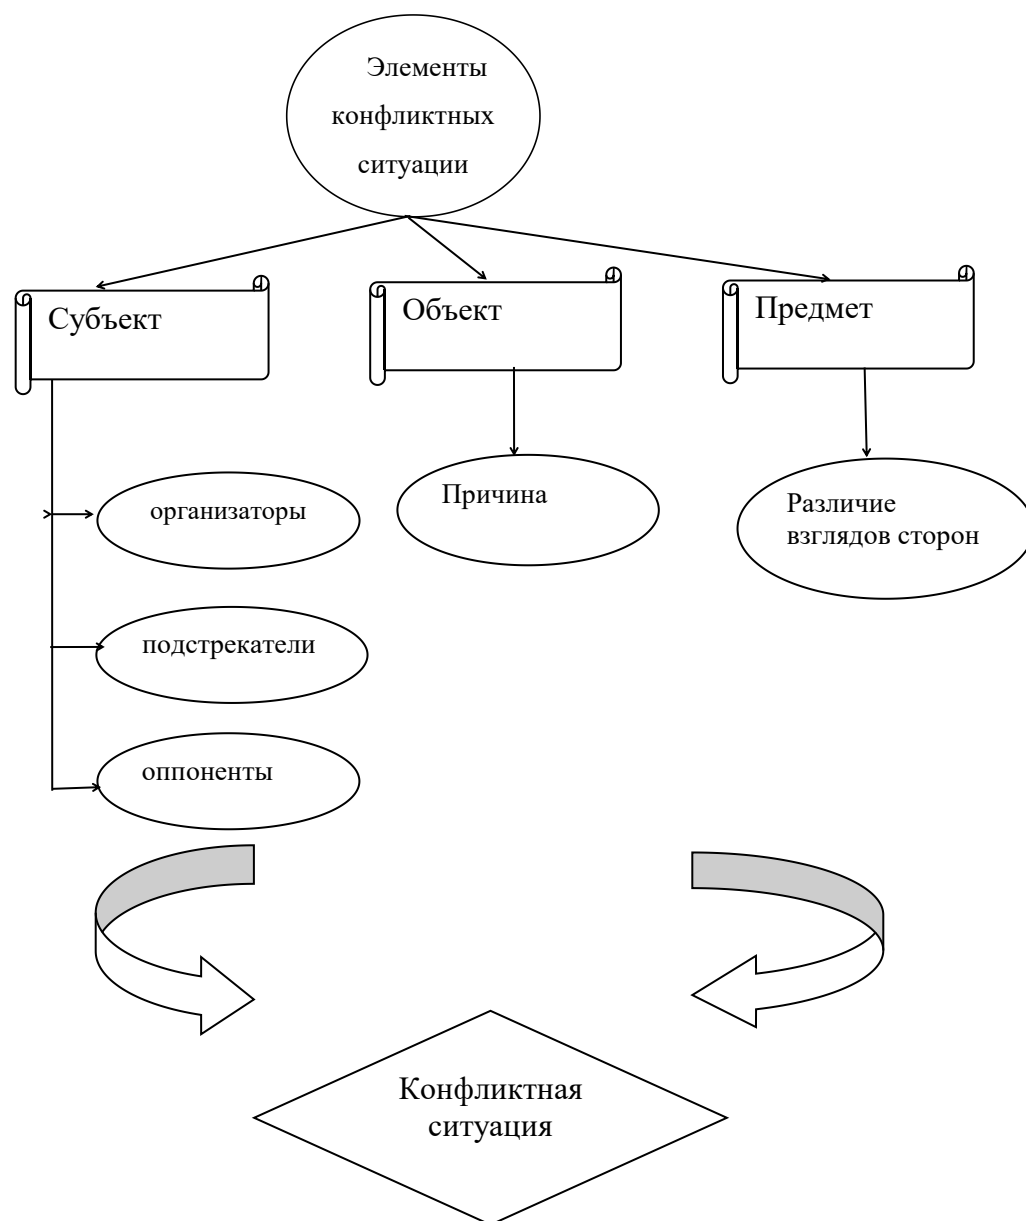 Элементы
конфликтных
ситуации
Субъект
Объект
Предмет
организаторы
Причина
Различие
взглядов сторон
подстрекатели
оппоненты
Конфликтная
ситуация